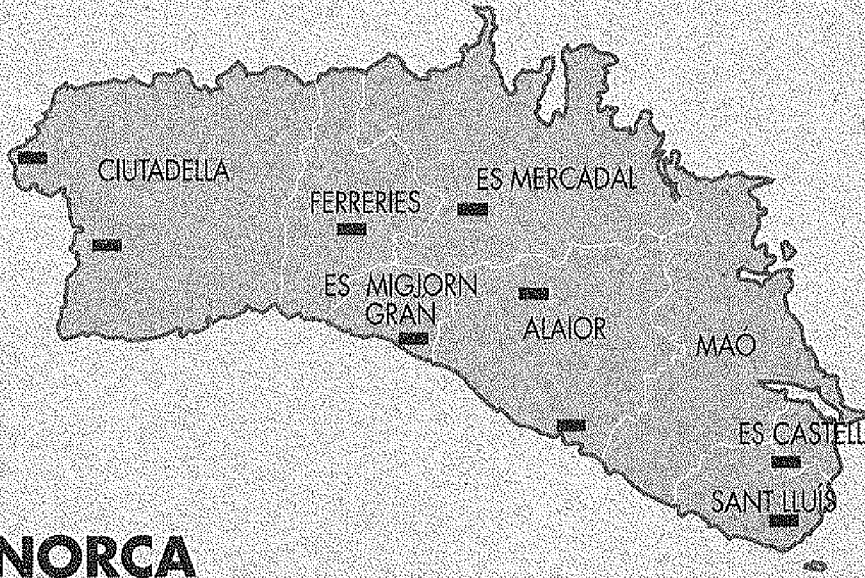 CIUTADELLA
ES MERCADAL
FERRERIES
ES MIGJORN
GRAN
ALAIOR
MAÓ
ES CASTELL
SANT LLUÍS
NORCA